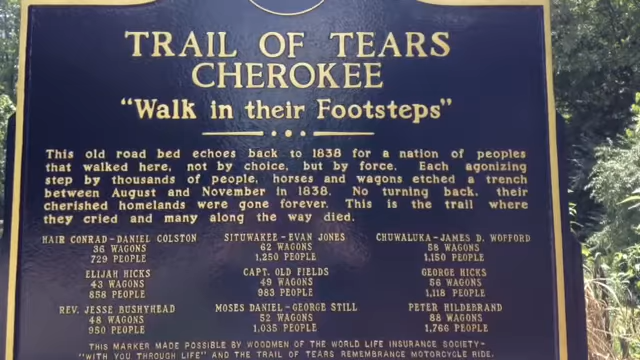 TRAIL OF TEARS
CHEROKEE
"Walk in their Footsteps"
This old road bed echoes back to 1838 for a nation of peoples
that walked here, not by choice, but by force. Each agonizing
step by thousands of people, horses and wagons etched a trench
between August and November in 1838. No turning back, their
cherished homelands were gone forever. This is the trail where
they cried and many along the way died.
HAIR CONRAD-DANIEL COLSTON
36 WAGONS
729 PEOPLE
SITUWAKEE-EVAN JONES
62 WAGONS
1,250 PEOPLE
CHUWALUKA-JAMES D. WOFFORD
58 WAGONS
1,150 PEOPLE
ELIJAH HICKS
43 WAGONS
858 PEOPLE
CAPT. OLD FIELDS
49 WAGONS
983 PEOPLE
GEORGE HICKS
56 WAGONS
1,118 PEOPLE
REV. JESSE BUSHYHEAD
48 WAGONS
950 PEOPLE
MOSES DANIEL-GEORGE STILL
52 WAGONS
1,035 PEOPLE
PETER HILDEBRAND
88 WAGONS
1,766 PEOPLE
THIS MARKER MADE POSSIBLE BY WOODMEN OF THE WORLD LIFE INSURANCE SOCIETY-
"WITH YOU THROUGH LIFE" AND THE TRAIL OF TEARS REMEMBRANCE MOTORCYCLE RIDE.